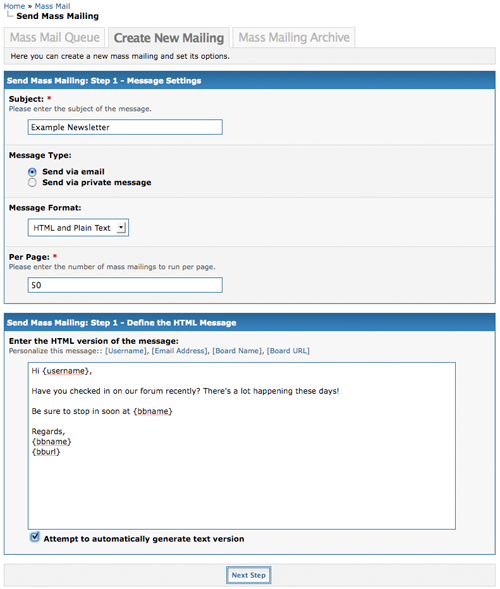 Home » Mass Mail
Send Mass Mailing
Mass Mail Queue
Create New Mailing
Mass Mailing Archive
Here you can create a new mass mailing and set its options.
Send Mass Mailing: Step 1 - Message Settings
Subject: *
Please enter the subject of the message.
Example Newsletter
Message Type:
Send via email
Send via private message
Message Format:
HTML and Plain Text
Per Page: *
Please enter the number of mass mailings to run per page.
50
Send Mass Mailing: Step 1 - Define the HTML Message
Enter the HTML version of the message:
Personalize this message:: [Username], [Email Address], [Board Name], [Board URL]
Hi {username},
Have you checked in on our forum recently? There's a lot happening these days!
Be sure to stop in soon at {bbname}
Regards,
{bbname}
{bburl}
Attempt to automatically generate text version
Next Step